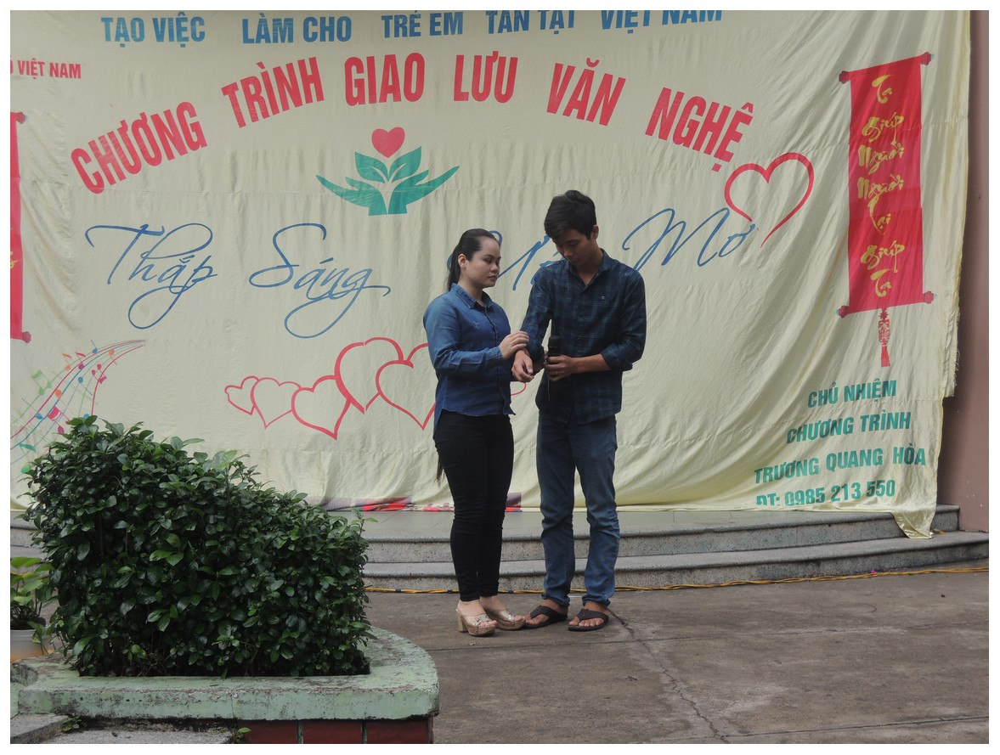 TẠO VIỆC LÀM CHO TRẺ EM TÀN TẬT VIỆT NAM
VIỆT NAM
CHƯƠNG TRÌNH GIAO LƯU VĂN NGHỆ
Thắp Sáng Mơ
Ta
Giúp
Người
Người
Lại
Giúp
Ta
CHỦ NHIỆM
CHƯƠNG TRÌNH
TRƯƠNG QUANG HÒA
ĐT: 0985 213 550